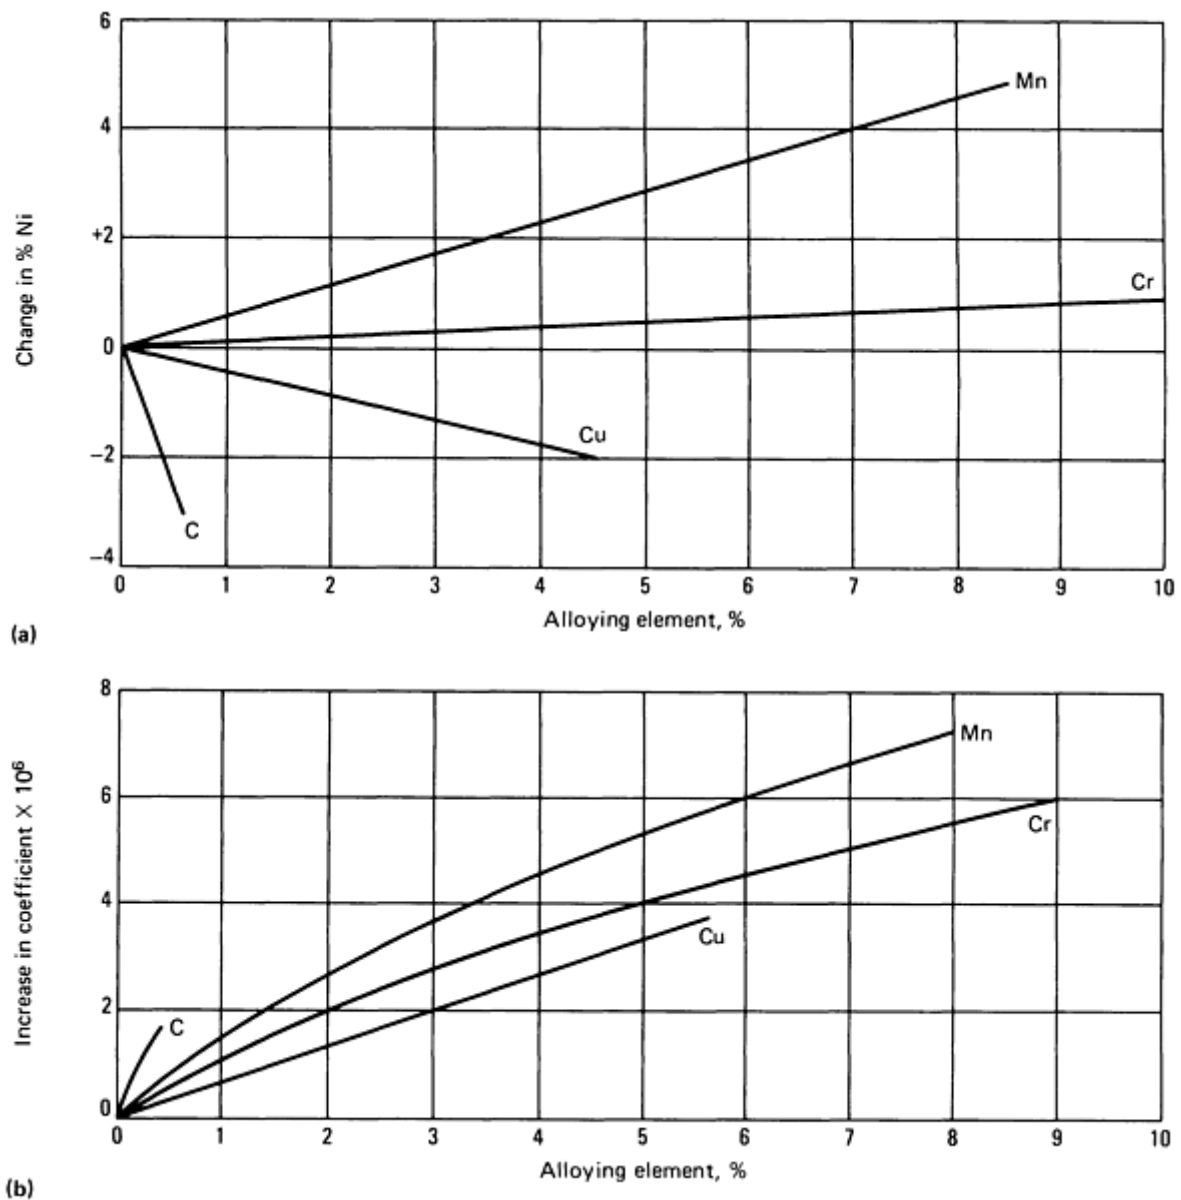 6
Mn
4
Change in % Ni
+2
Cr
0
Cu
−2
C
−4
0 1 2 3 4 5 6 7 8 9 10
Alloying element, %
(a)
8
Mn
Increase in coefficient × 10⁶
6
Cr
4
Cu
2
C
0
0 1 2 3 4 5 6 7 8 9 10
Alloying element, %
(b)